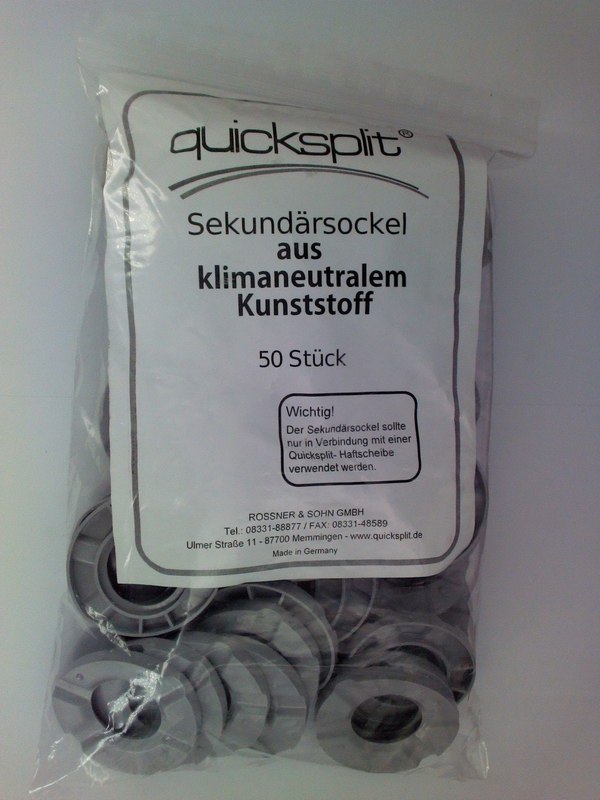 quicksplit®
Sekundärsockel
aus
klimaneutralem
Kunststoff
50 Stück
Wichtig!
Der Sekundärsockel sollte
nur in Verbindung mit einer
Quicksplit- Haftscheibe
verwendet werden.
ROSSNER & SOHN GMBH
Tel.: 08331-88877 / FAX: 08331-48589
Ulmer Straße 11 - 87700 Memmingen - www.quicksplit.de
Made in Germany